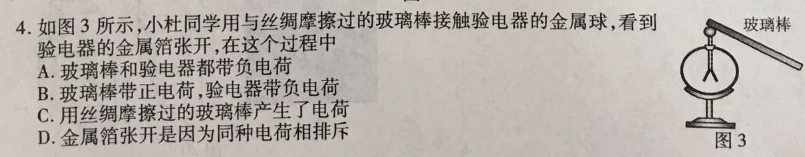 4. 如图 3 所示,小杜同学用与丝绸摩擦过的玻璃棒接触验电器的金属球,看到
验电器的金属箔张开,在这个过程中
A. 玻璃棒和验电器都带负电荷
B. 玻璃棒带正电荷,验电器带负电荷
C. 用丝绸摩擦过的玻璃棒产生了电荷
D. 金属箔张开是因为同种电荷相排斥
玻璃棒
图 3